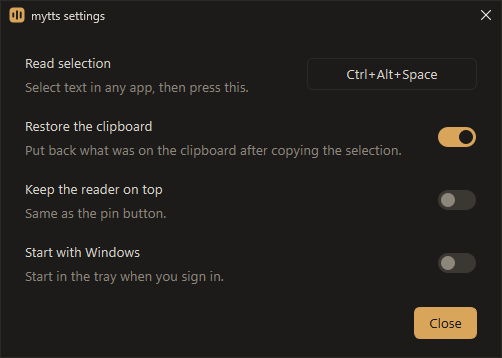 mytts settings
Read selection
Ctrl+Alt+Space
Select text in any app, then press this.
Restore the clipboard
Put back what was on the clipboard after copying the selection.
Keep the reader on top
Same as the pin button.
Start with Windows
Start in the tray when you sign in.
Close